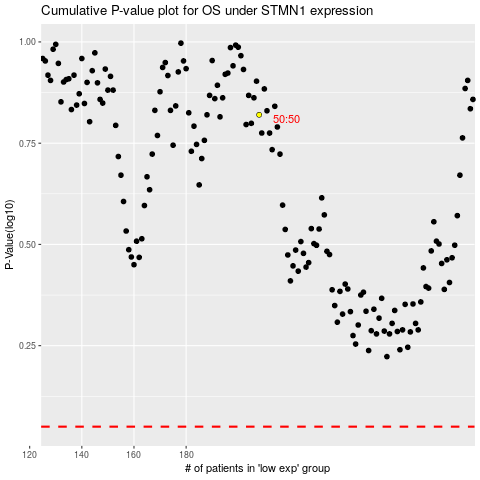 Cumulative P-value plot for OS under STMN1 expression
1.00
0.75
0.50
0.25
50:50
P-Value(log10)
120 140 160 180
# of patients in 'low exp' group